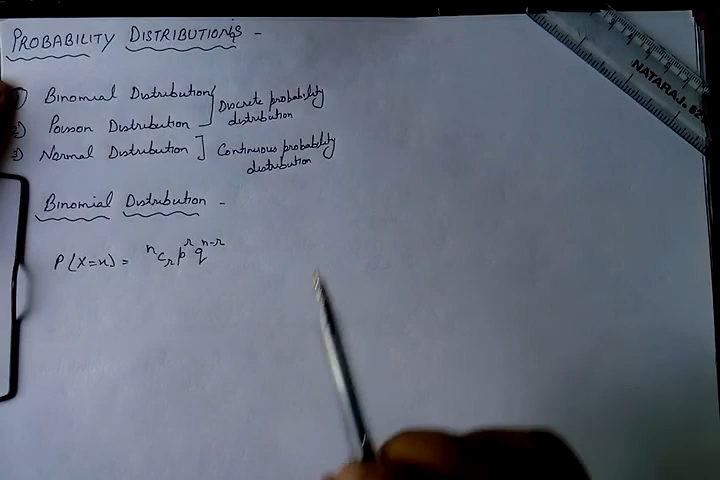 PROBABILITY DISTRIBUTIONS -
1) Binomial Distribution
2) Poisson Distribution
Discrete probability
distribution
3) Normal Distribution ] Continuous probability
distribution
Binomial Distribution -
P(X=x) = ⁿCᵣ pʳ qⁿ⁻ʳ
NATARAJ 62